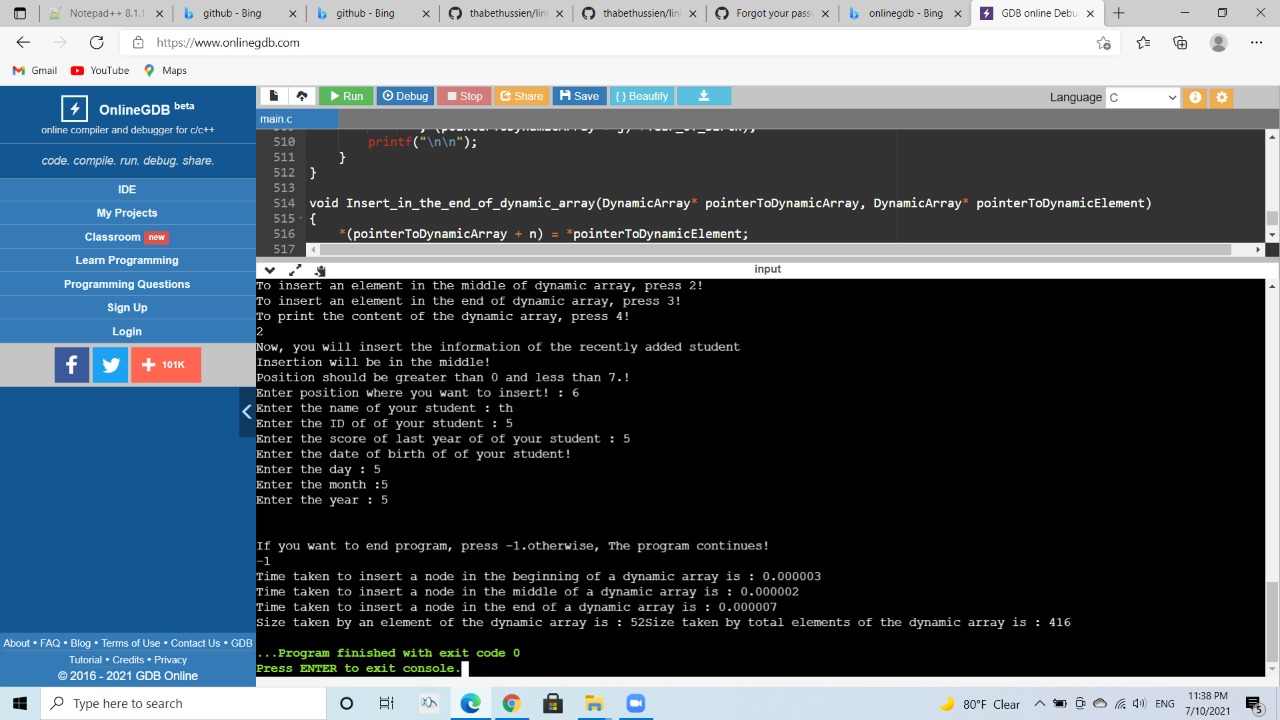 Notepad++ 8.1.1
github - Bing
thabethussien/lin
thabethussien/lin
Forgot your pass
onlinegdb - Bing
GDB online Debu
https://www.onlinegdb.com
Gmail YouTube Maps
OnlineGDB beta
online compiler and debugger for c/c++
code. compile. run. debug. share.
IDE
My Projects
Classroom new
Learn Programming
Programming Questions
Sign Up
Login
101K
About • FAQ • Blog • Terms of Use • Contact Us • GDB
Tutorial • Credits • Privacy
© 2016 - 2021 GDB Online
Run Debug Stop Share Save { } Beautify
Language C
main.c
510 printf("\n\n");
511 }
512 }
513
514 void Insert_in_the_end_of_dynamic_array(DynamicArray* pointerToDynamicArray, DynamicArray* pointerToDynamicElement)
515 {
516 *(pointerToDynamicArray + n) = *pointerToDynamicElement;
517
input
To insert an element in the middle of dynamic array, press 2!
To insert an element in the end of dynamic array, press 3!
To print the content of the dynamic array, press 4!
2
Now, you will insert the information of the recently added student
Insertion will be in the middle!
Position should be greater than 0 and less than 7.!
Enter position where you want to insert! : 6
Enter the name of your student : th
Enter the ID of of your student : 5
Enter the score of last year of of your student : 5
Enter the date of birth of of your student!
Enter the day : 5
Enter the month :5
Enter the year : 5
If you want to end program, press -1.otherwise, The program continues!
-1
Time taken to insert a node in the beginning of a dynamic array is : 0.000003
Time taken to insert a node in the middle of a dynamic array is : 0.000002
Time taken to insert a node in the end of a dynamic array is : 0.000007
Size taken by an element of the dynamic array is : 52Size taken by total elements of the dynamic array is : 416
...Program finished with exit code 0
Press ENTER to exit console.
Type here to search
80°F Clear
ENG
11:38 PM
7/10/2021
5